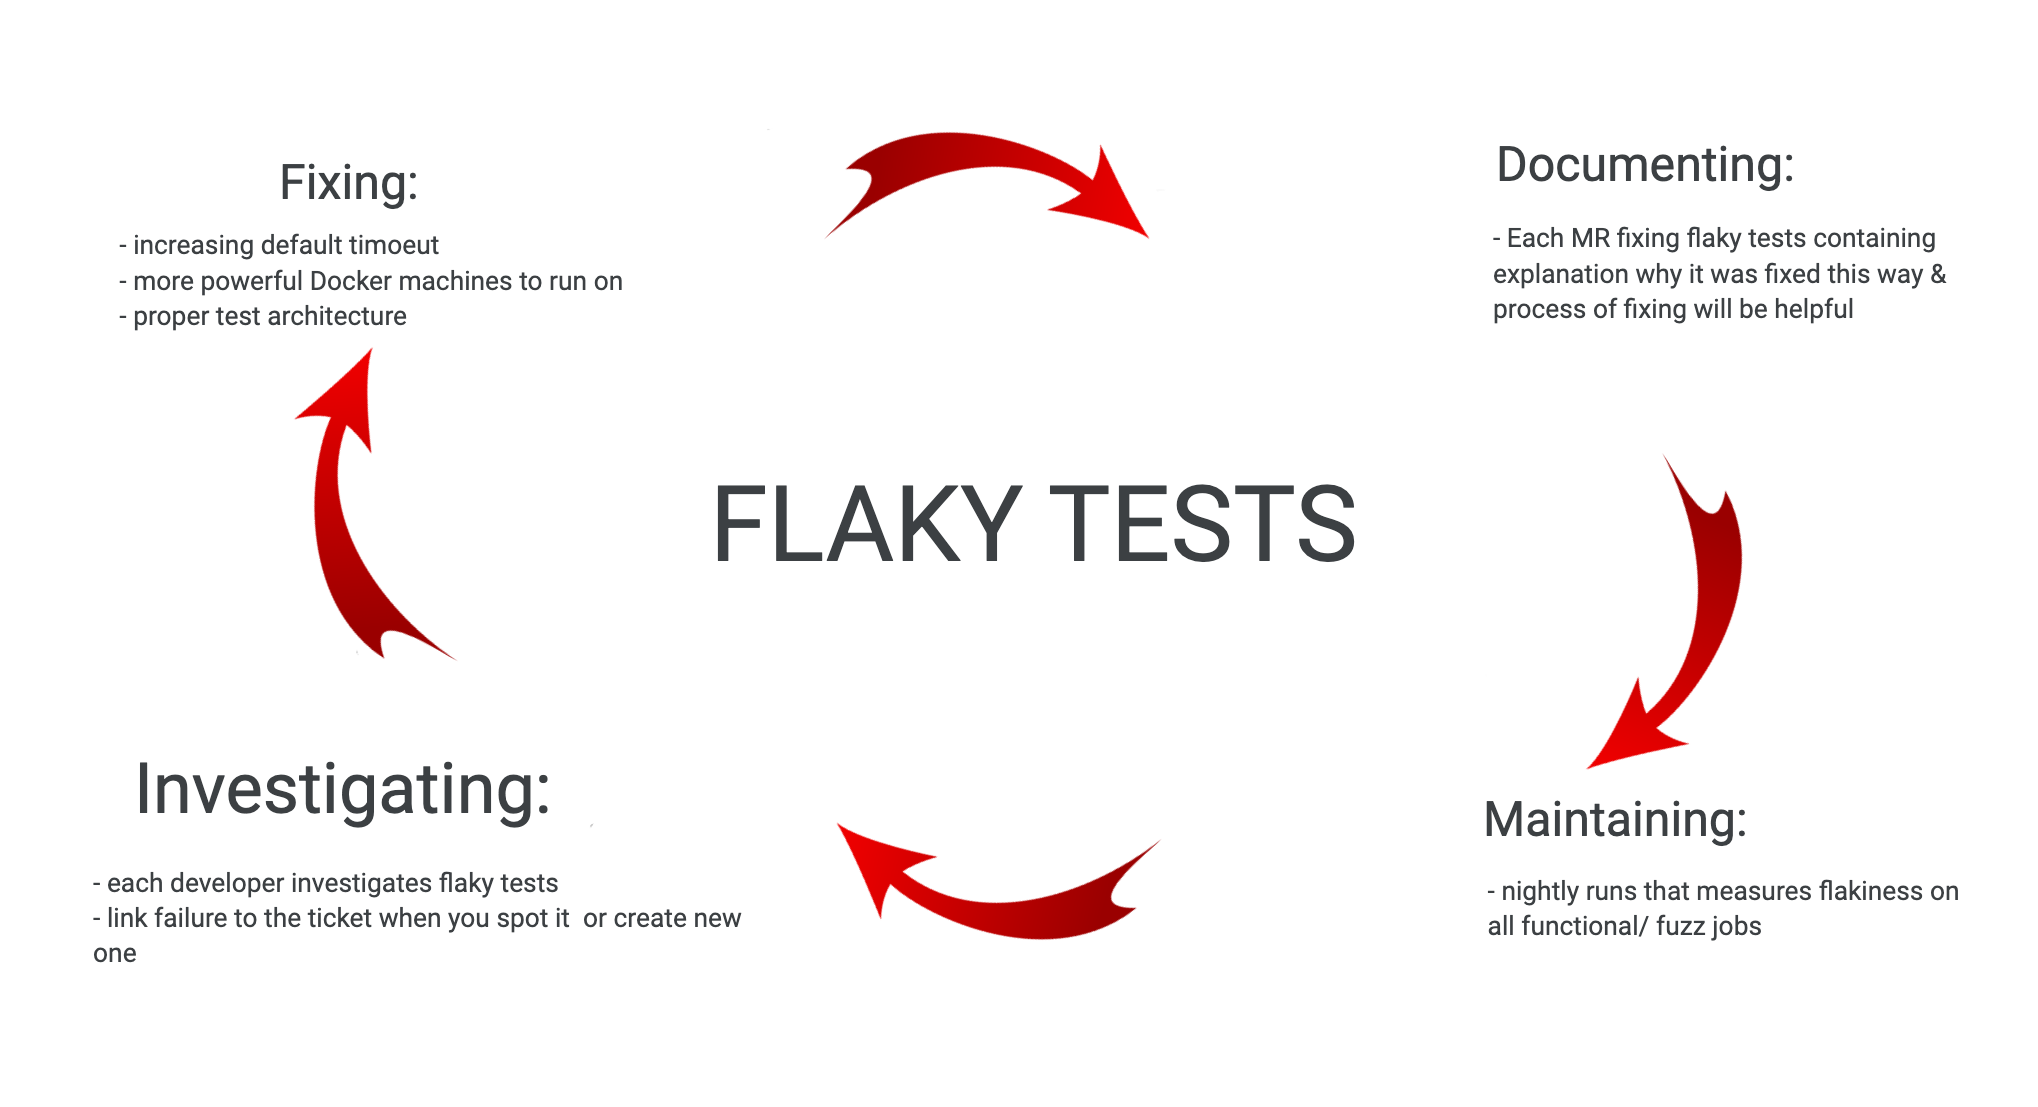 Fixing:
- increasing default timoeut
- more powerful Docker machines to run on
- proper test architecture
Documenting:
- Each MR fixing flaky tests containing
explanation why it was fixed this way &
process of fixing will be helpful
FLAKY TESTS
Investigating:
- each developer investigates flaky tests
- link failure to the ticket when you spot it  or create new
one
Maintaining:
- nightly runs that measures flakiness on
all functional/ fuzz jobs